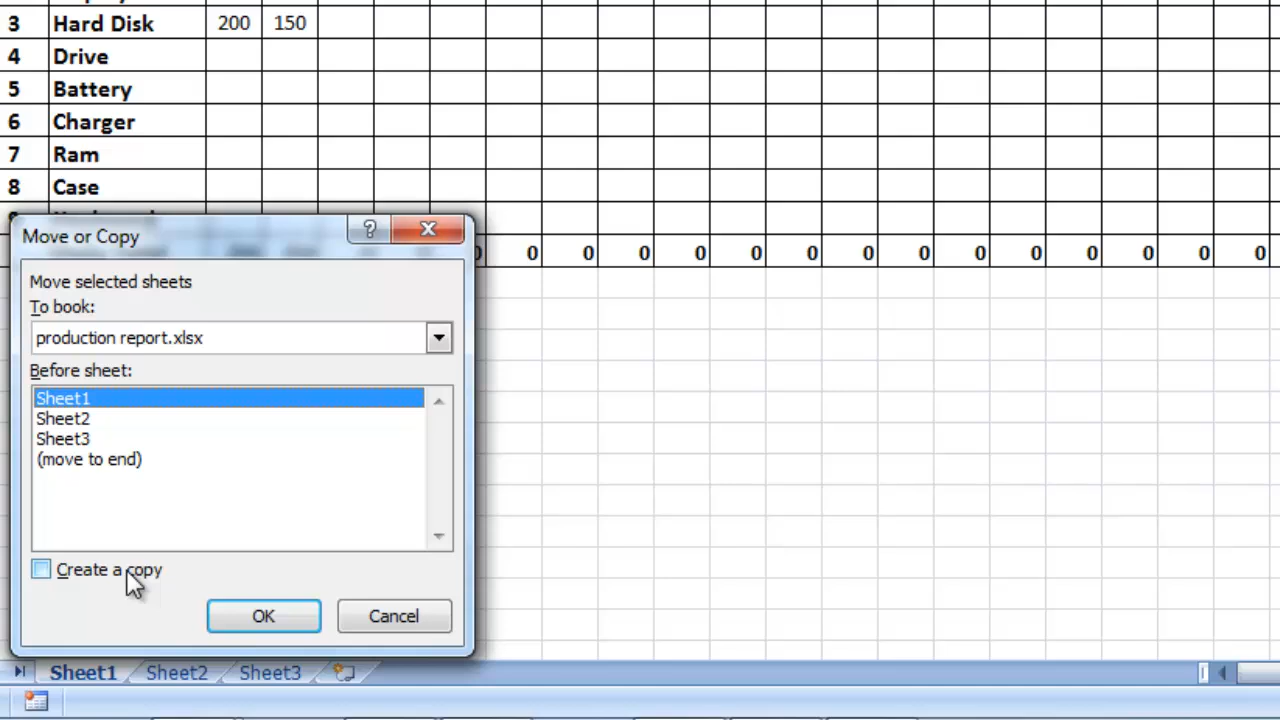 3 Hard Disk 200 150
4 Drive
5 Battery
6 Charger
7 Ram
8 Case
0 0 0 0 0 0 0 0 0 0 0 0 0 0 0
Move or Copy ?
Move selected sheets
To book:
production report.xlsx
Before sheet:
Sheet1
Sheet2
Sheet3
(move to end)
Create a copy
OK Cancel
Sheet1 Sheet2 Sheet3